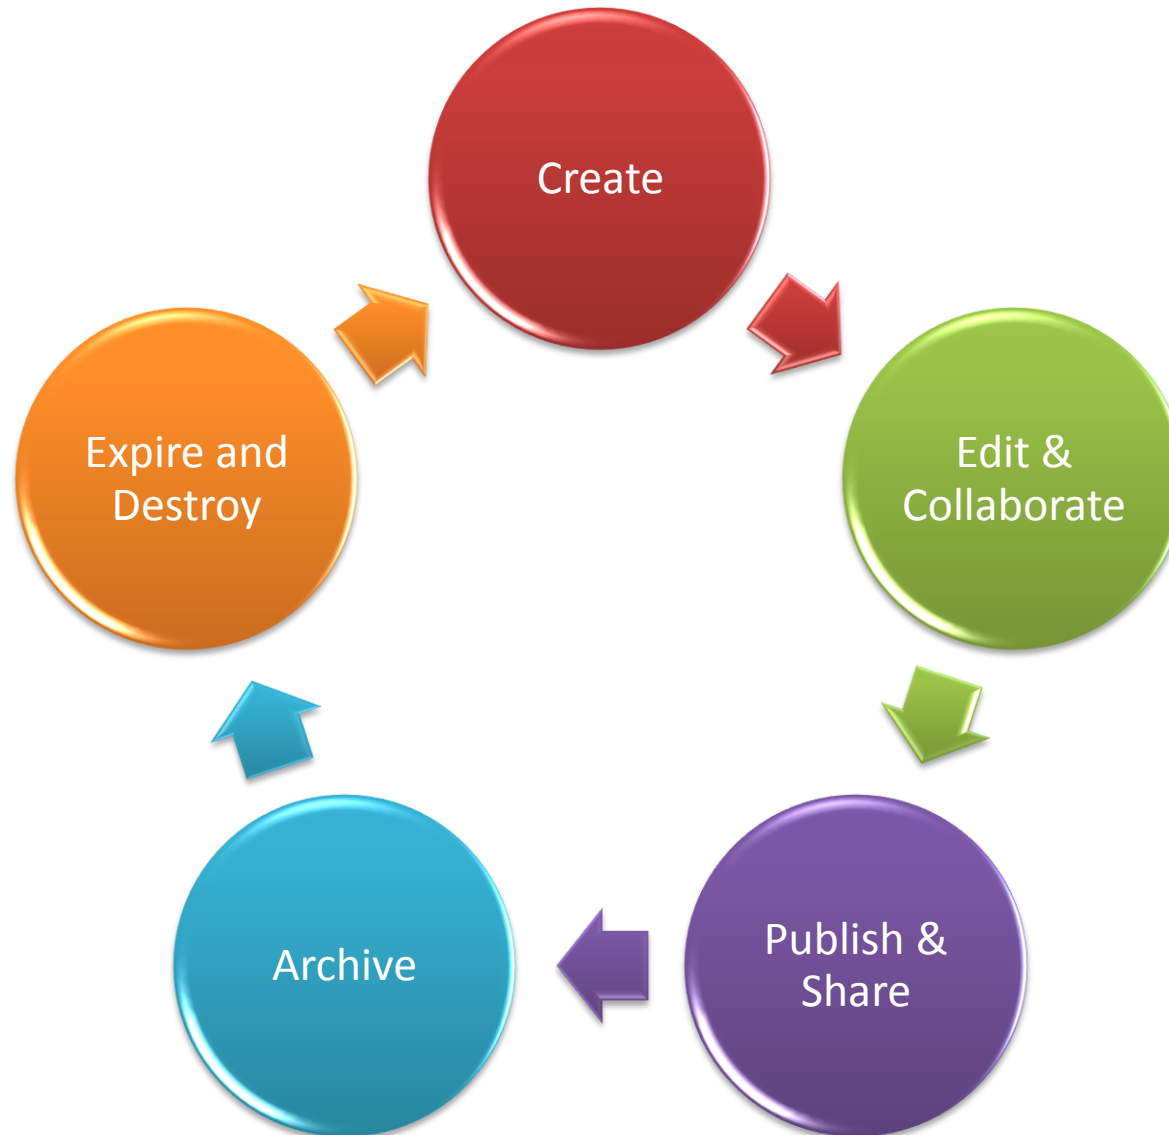 Create
Edit &
Collaborate
Publish &
Share
Archive
Expire and
Destroy